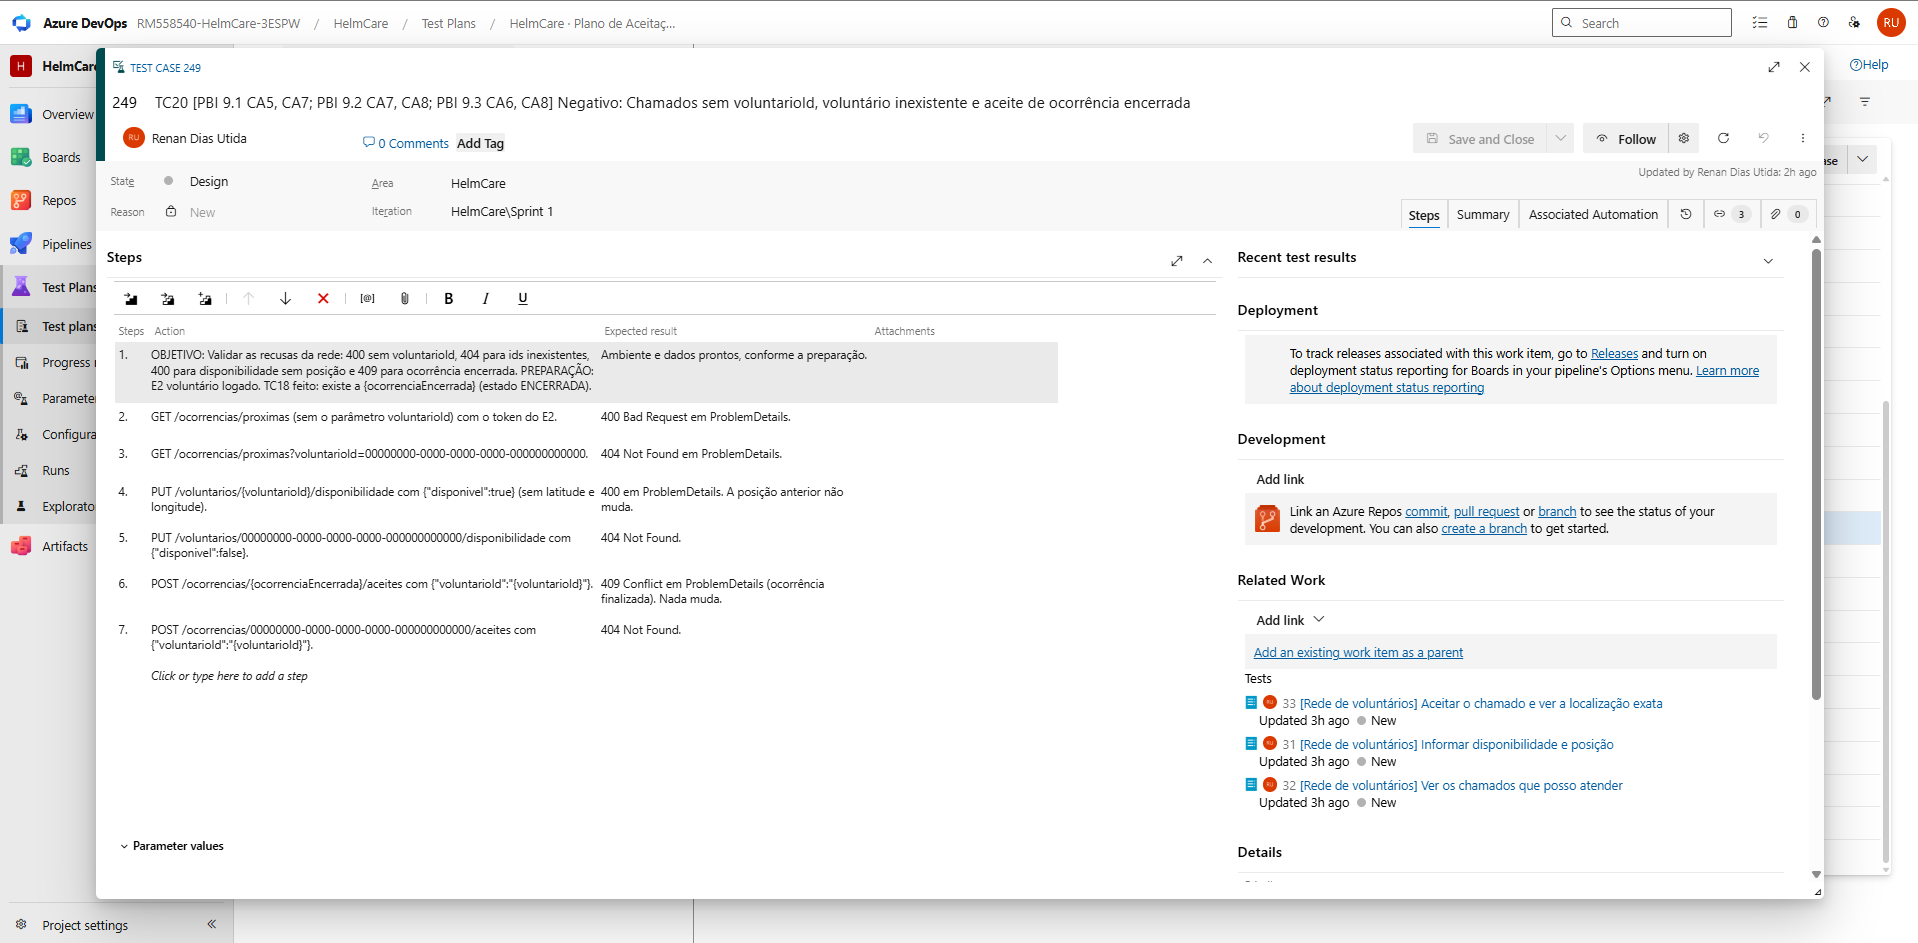 Azure DevOps RM558540-HelmCare-3ESPW / HelmCare / Test Plans / HelmCare · Plano de Aceitaç...
Search
RU
H HelmCare
Help
Overview
Boards
Repos
Pipelines
Test Plans
Test plans
Progress
Parameter
Configura
Runs
Explorato
Artifacts
Project settings
TEST CASE 249
249 TC20 [PBI 9.1 CA5, CA7; PBI 9.2 CA7, CA8; PBI 9.3 CA6, CA8] Negativo: Chamados sem voluntarioId, voluntário inexistente e aceite de ocorrência encerrada
RU Renan Dias Utida
0 Comments Add Tag
Save and Close
Follow
State Design
Area HelmCare
Updated by Renan Dias Utida: 2h ago
Reason New
Iteration HelmCare\Sprint 1
Steps Summary Associated Automation 3 0
Steps
B I U
Steps Action Expected result Attachments
1. OBJETIVO: Validar as recusas da rede: 400 sem voluntarioId, 404 para ids inexistentes, Ambiente e dados prontos, conforme a preparação.
400 para disponibilidade sem posição e 409 para ocorrência encerrada. PREPARAÇÃO:
E2 voluntário logado. TC18 feito: existe a {ocorrenciaEncerrada} (estado ENCERRADA).
2. GET /ocorrencias/proximas (sem o parâmetro voluntarioId) com o token do E2. 400 Bad Request em ProblemDetails.
3. GET /ocorrencias/proximas?voluntarioId=00000000-0000-0000-0000-000000000000. 404 Not Found em ProblemDetails.
4. PUT /voluntarios/{voluntarioId}/disponibilidade com {"disponivel":true} (sem latitude e 400 em ProblemDetails. A posição anterior não
longitude). muda.
5. PUT /voluntarios/00000000-0000-0000-0000-000000000000/disponibilidade com 404 Not Found.
{"disponivel":false}.
6. POST /ocorrencias/{ocorrenciaEncerrada}/aceites com {"voluntarioId":"{voluntarioId}"}. 409 Conflict em ProblemDetails (ocorrência
finalizada). Nada muda.
7. POST /ocorrencias/00000000-0000-0000-0000-000000000000/aceites com 404 Not Found.
{"voluntarioId":"{voluntarioId}"}.
Click or type here to add a step
Parameter values
Recent test results
Deployment
To track releases associated with this work item, go to Releases and turn on
deployment status reporting for Boards in your pipeline's Options menu. Learn more
about deployment status reporting
Development
Add link
Link an Azure Repos commit, pull request or branch to see the status of your
development. You can also create a branch to get started.
Related Work
Add link
Add an existing work item as a parent
Tests
RU 33 [Rede de voluntários] Aceitar o chamado e ver a localização exata
Updated 3h ago New
RU 31 [Rede de voluntários] Informar disponibilidade e posição
Updated 3h ago New
RU 32 [Rede de voluntários] Ver os chamados que posso atender
Updated 3h ago New
Details